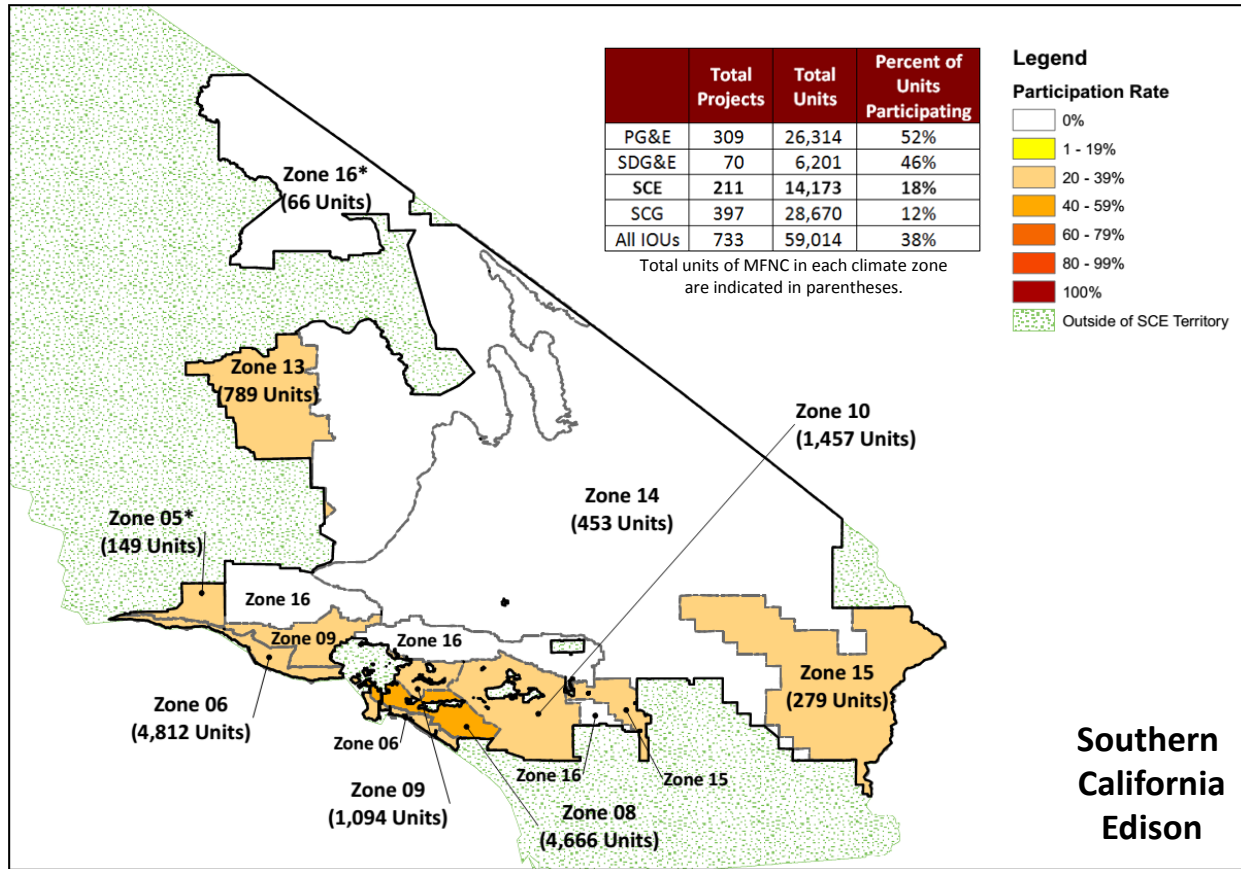 Total
Projects
Total
Units
Percent of
Units
Participating
PG&E 309 26,314 52%
SDG&E 70 6,201 46%
SCE 211 14,173 18%
SCG 397 28,670 12%
All IOUs 733 59,014 38%
Total units of MFNC in each climate zone
are indicated in parentheses.
Legend
Participation Rate
0%
1 - 19%
20 - 39%
40 - 59%
60 - 79%
80 - 99%
100%
Outside of SCE Territory
Zone 16*
(66 Units)
Zone 13
(789 Units)
Zone 10
(1,457 Units)
Zone 14
(453 Units)
Zone 05*
(149 Units)
Zone 16
Zone 09
Zone 16
Zone 15
(279 Units)
Zone 06
(4,812 Units)
Zone 06
Zone 16
Zone 15
Zone 09
(1,094 Units)
Zone 08
(4,666 Units)
Southern
California
Edison